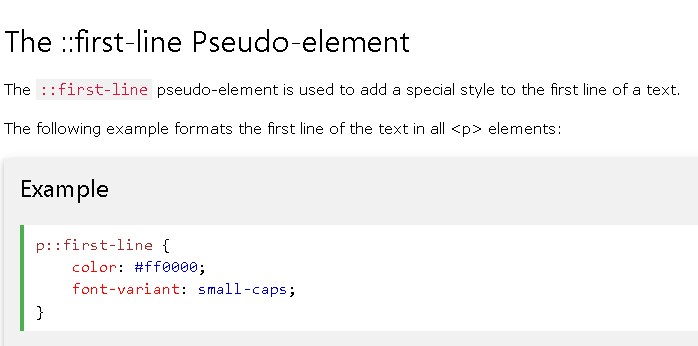 The ::first-line Pseudo-element
The ::first-line pseudo-element is used to add a special style to the first line of a text.
The following example formats the first line of the text in all <p> elements:
Example
p::first-line {
    color: #ff0000;
    font-variant: small-caps;
}